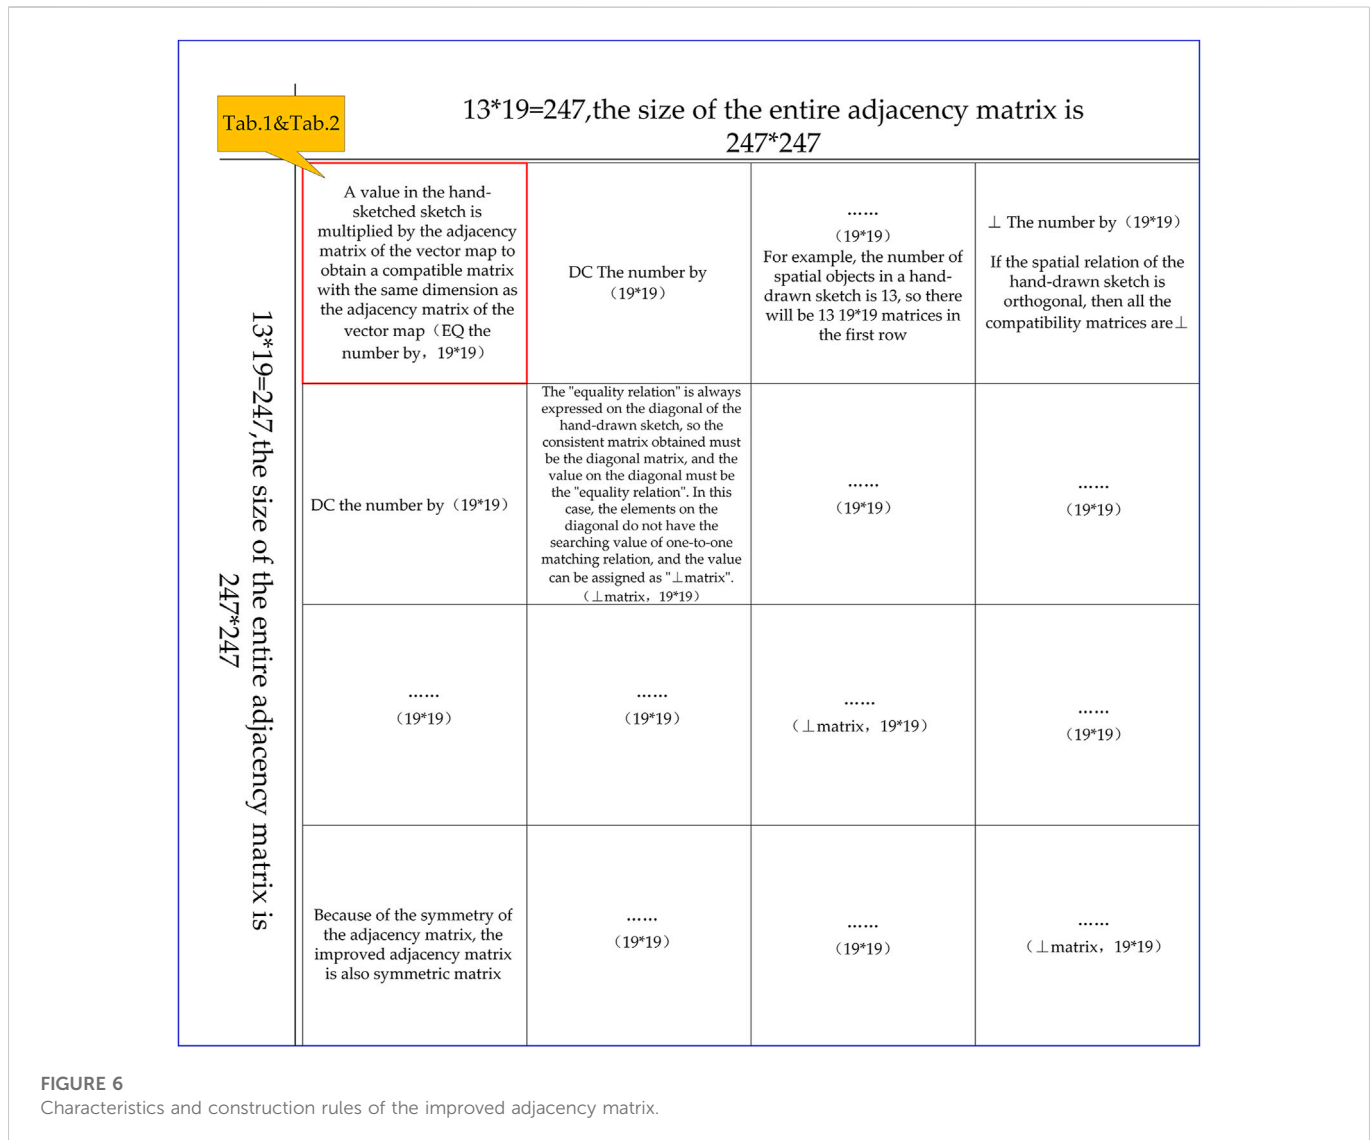 Tab.1&Tab.2
13*19=247,the size of the entire adjacency matrix is
247*247
13*19=247,the size of the entire adjacency matrix is
247*247
A value in the hand-
sketched sketch is
multiplied by the adjacency
matrix of the vector map to
obtain a compatible matrix
with the same dimension as
the adjacency matrix of the
vector map（EQ the
number by，19*19）
DC The number by
（19*19）
……
（19*19）
For example, the number of
spatial objects in a hand-
drawn sketch is 13, so there
will be 13 19*19 matrices in
the first row
⊥ The number by（19*19）
If the spatial relation of the
hand-drawn sketch is
orthogonal, then all the
compatibility matrices are⊥
DC the number by（19*19）
The "equality relation" is always
expressed on the diagonal of the
hand-drawn sketch, so the
consistent matrix obtained must
be the diagonal matrix, and the
value on the diagonal must be
the "equality relation". In this
case, the elements on the
diagonal do not have the
searching value of one-to-one
matching relation, and the value
can be assigned as "⊥matrix".
（⊥matrix，19*19）
……
（19*19）
……
（19*19）
……
（19*19）
……
（19*19）
……
（⊥matrix，19*19）
……
（19*19）
Because of the symmetry of
the adjacency matrix, the
improved adjacency matrix
is also symmetric matrix
……
（19*19）
……
（19*19）
……
（⊥matrix，19*19）
FIGURE 6
Characteristics and construction rules of the improved adjacency matrix.